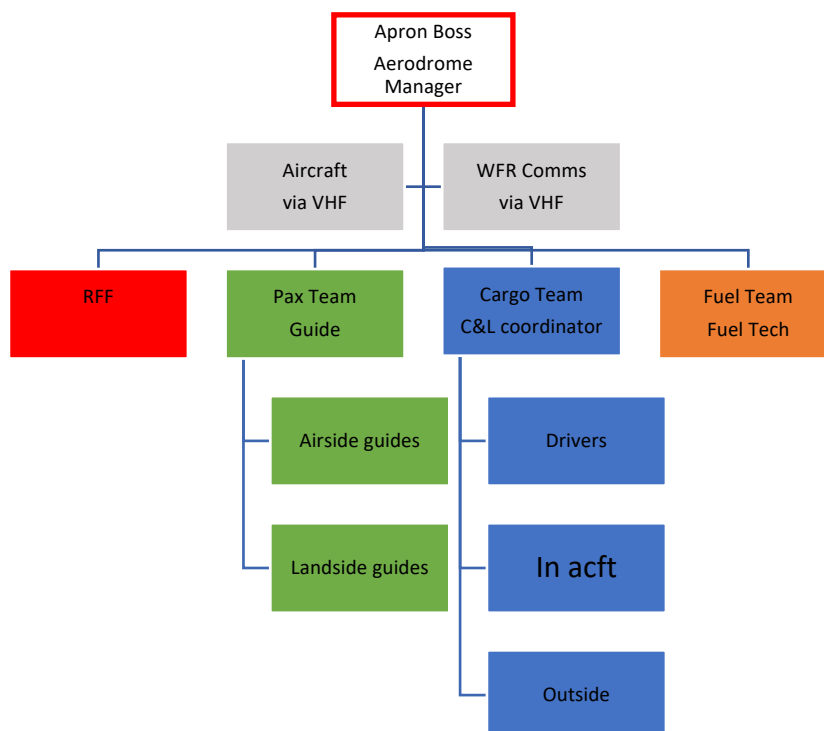 Apron Boss
Aerodrome
Manager
Aircraft
via VHF
WFR Comms
via VHF
RFF
Pax Team
Guide
Cargo Team
C&L coordinator
Fuel Team
Fuel Tech
Airside guides
Drivers
Landside guides
In acft
Outside